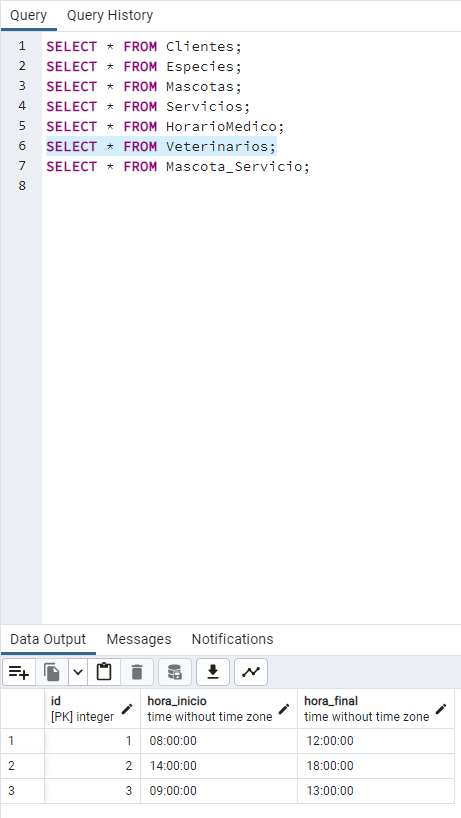 Query Query History
1 SELECT * FROM Clientes;
2 SELECT * FROM Especies;
3 SELECT * FROM Mascotas;
4 SELECT * FROM Servicios;
5 SELECT * FROM HorarioMedico;
6 SELECT * FROM Veterinarios;
7 SELECT * FROM Mascota_Servicio;
8
Data Output Messages Notifications
id hora_inicio hora_final
[PK] integer time without time zone time without time zone
1 1 08:00:00 12:00:00
2 2 14:00:00 18:00:00
3 3 09:00:00 13:00:00